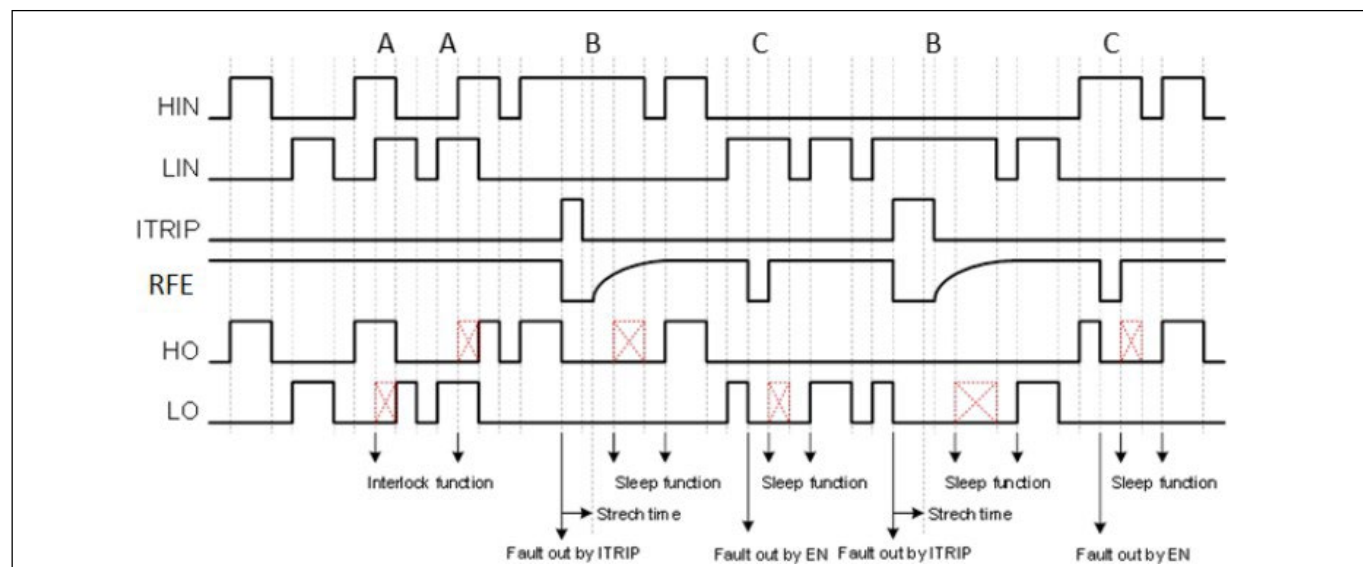 A A B C B C
HIN
LIN
ITRIP
RFE
HO
LO
Interlock function Sleep function Sleep function Sleep function Sleep function
Strech time Strech time
Fault out by ITRIP Fault out by EN Fault out by ITRIP Fault out by EN